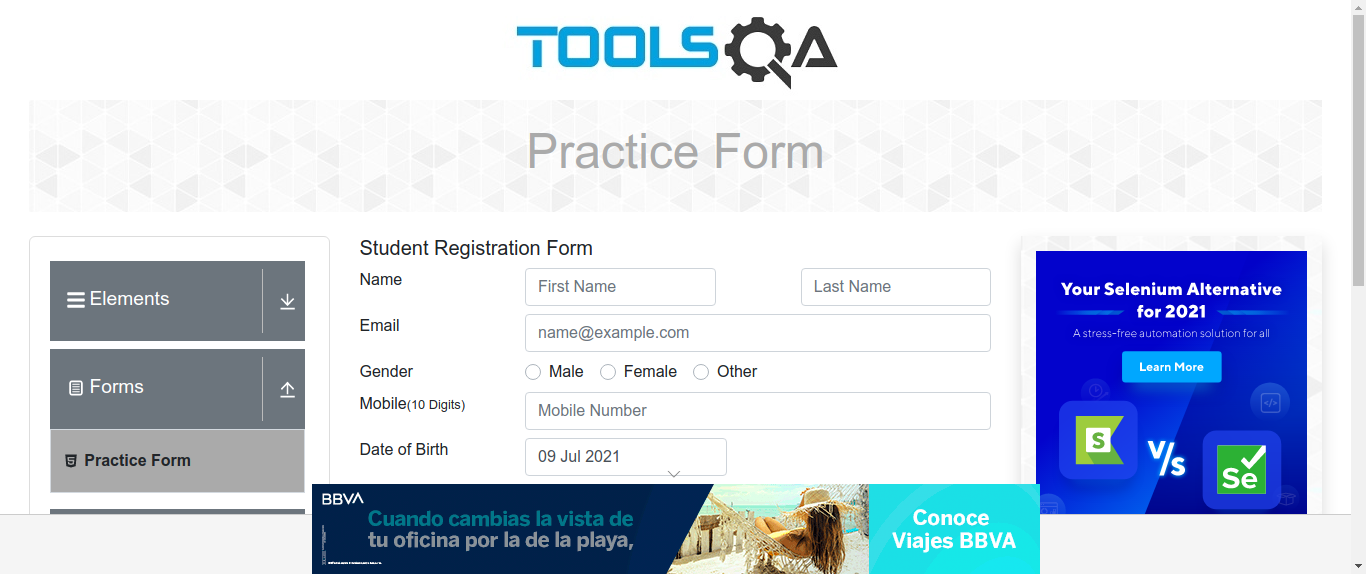 TOOLSQA
Practice Form
Elements
Forms
Practice Form
Student Registration Form
Name
First Name
Last Name
Email
name@example.com
Gender
Male
Female
Other
Mobile(10 Digits)
Mobile Number
Date of Birth
09 Jul 2021
Your Selenium Alternative
for 2021
A stress-free automation solution for all
Learn More
S
V/s
Se
BBVA
Cuando cambias la vista de
tu oficina por la de la playa,
Conoce
Viajes BBVA